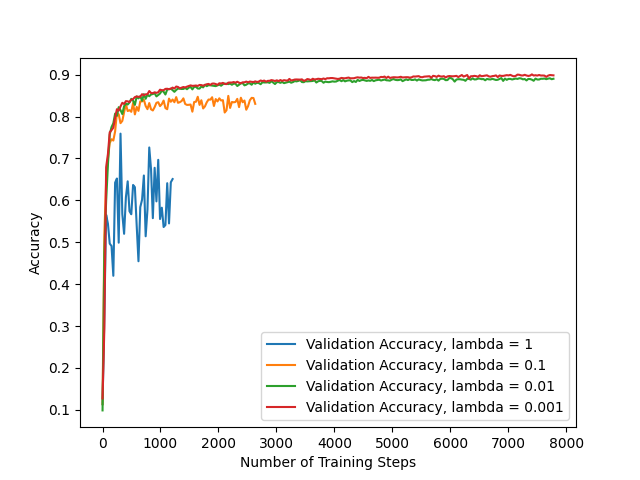 0.9
0.8
0.7
0.6
0.5
0.4
0.3
0.2
0.1
Accuracy
Validation Accuracy, lambda = 1
Validation Accuracy, lambda = 0.1
Validation Accuracy, lambda = 0.01
Validation Accuracy, lambda = 0.001
0 1000 2000 3000 4000 5000 6000 7000 8000
Number of Training Steps